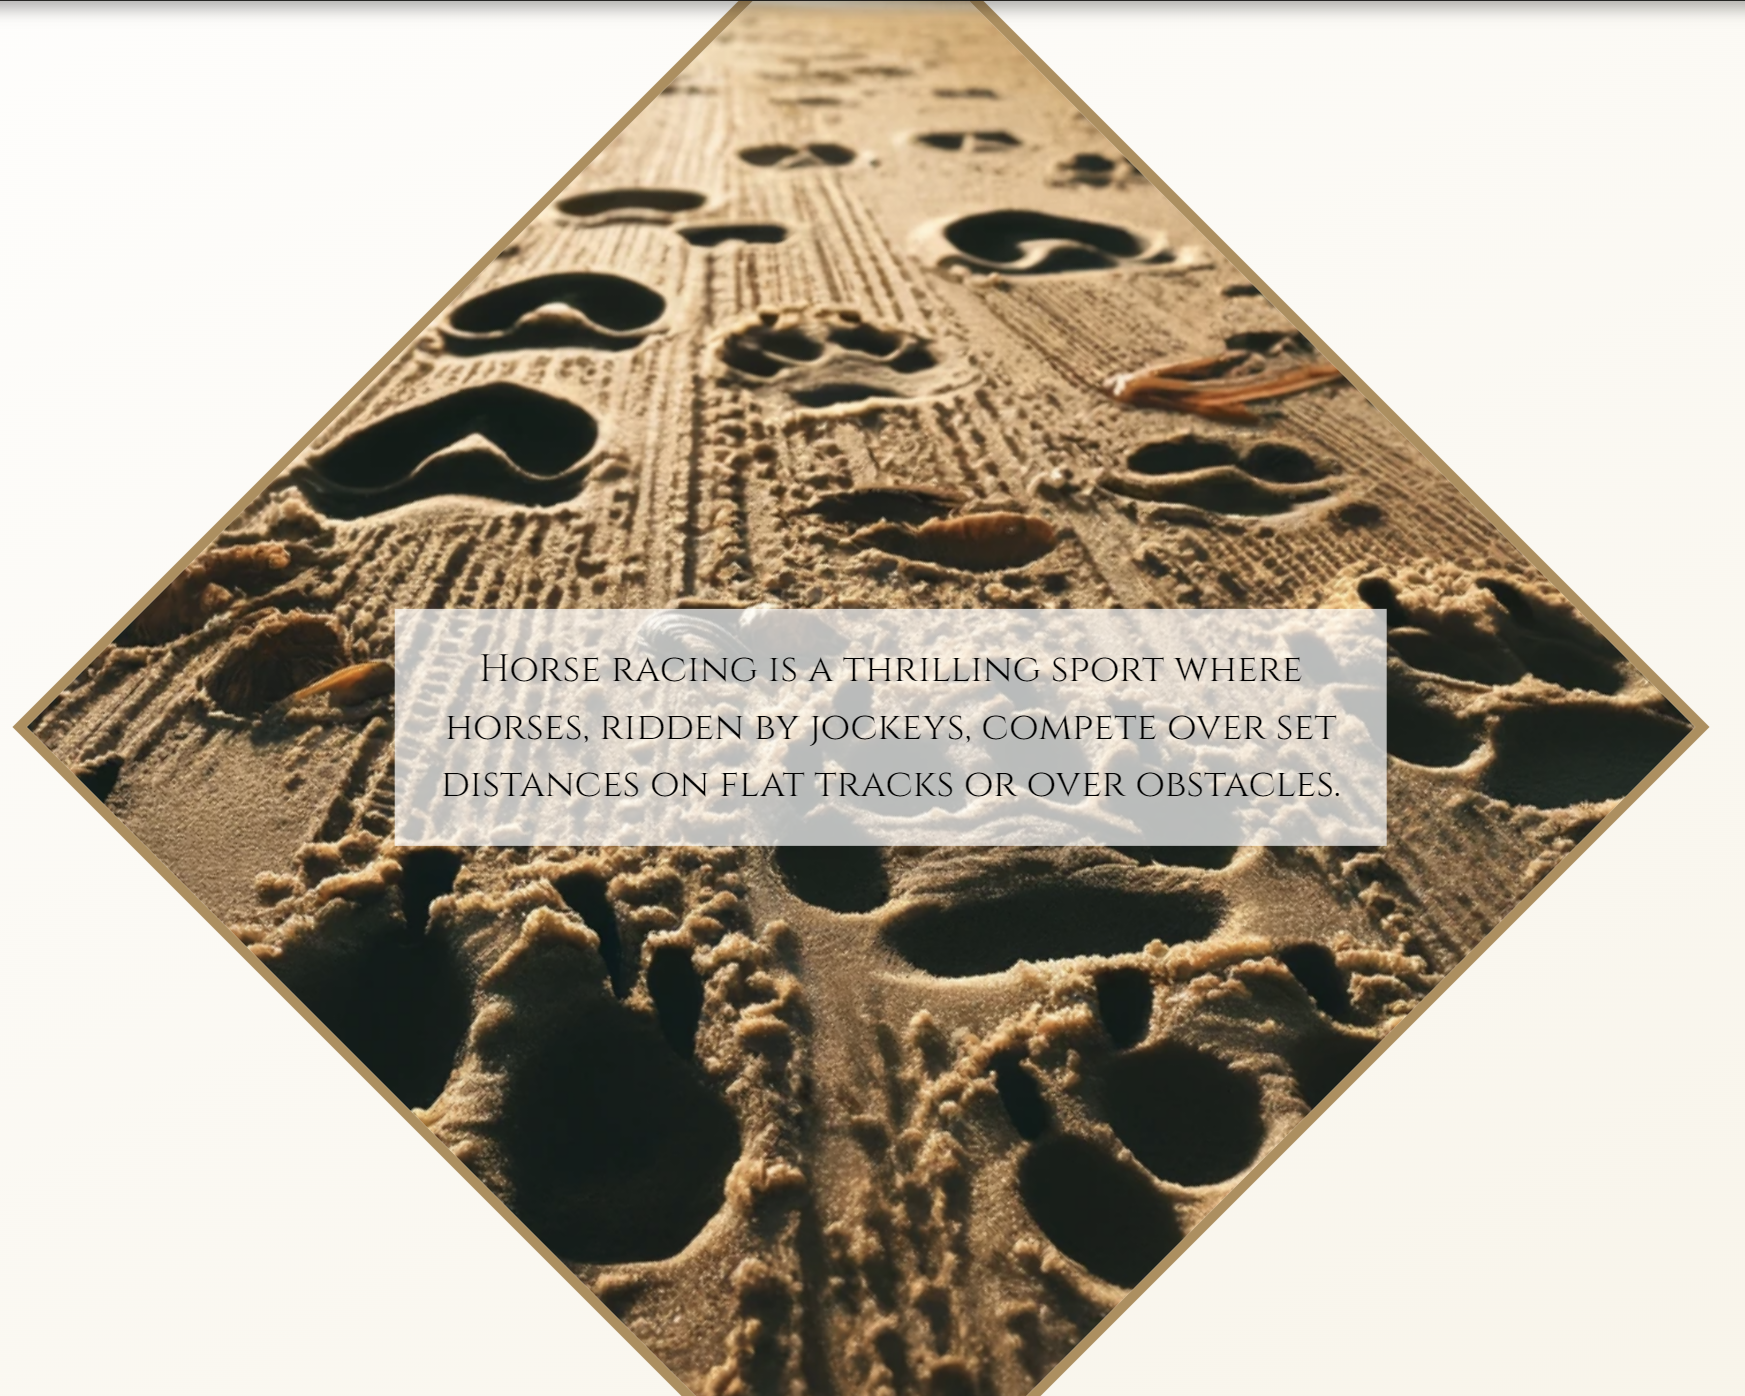 Horse racing is a thrilling sport where
horses, ridden by jockeys, compete over set
distances on flat tracks or over obstacles.